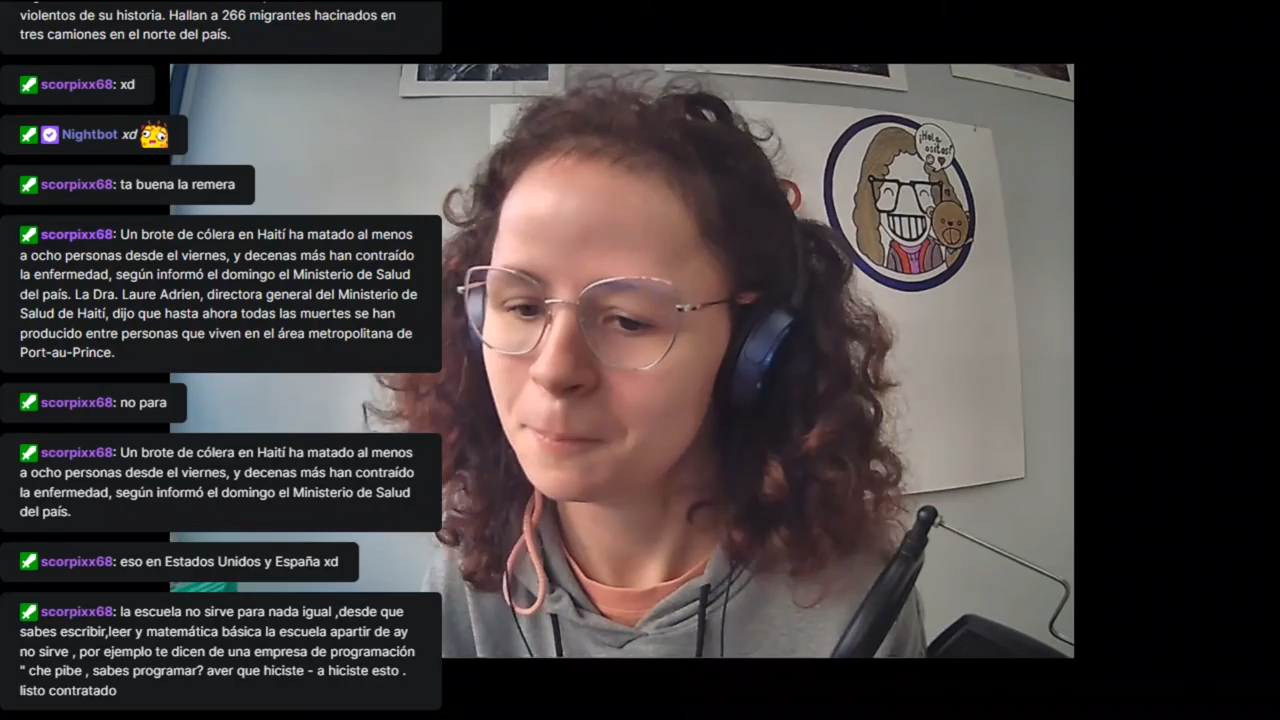 violentos de su historia. Hallan a 266 migrantes hacinados en
tres camiones en el norte del país.
scorpixx68: xd
Nightbot xd
scorpixx68: ta buena la remera
scorpixx68: Un brote de cólera en Haití ha matado al menos
a ocho personas desde el viernes, y decenas más han contraído
la enfermedad, según informó el domingo el Ministerio de Salud
del país. La Dra. Laure Adrien, directora general del Ministerio de
Salud de Haití, dijo que hasta ahora todas las muertes se han
producido entre personas que viven en el área metropolitana de
Port-au-Prince.
scorpixx68: no para
scorpixx68: Un brote de cólera en Haití ha matado al menos
a ocho personas desde el viernes, y decenas más han contraído
la enfermedad, según informó el domingo el Ministerio de Salud
del país.
scorpixx68: eso en Estados Unidos y España xd
scorpixx68: la escuela no sirve para nada igual ,desde que
sabes escribir,leer y matemática básica la escuela apartir de ay
no sirve , por ejemplo te dicen de una empresa de programación
" che pibe , sabes programar? aver que hiciste - a hiciste esto .
listo contratado
¡Hola
ositos!